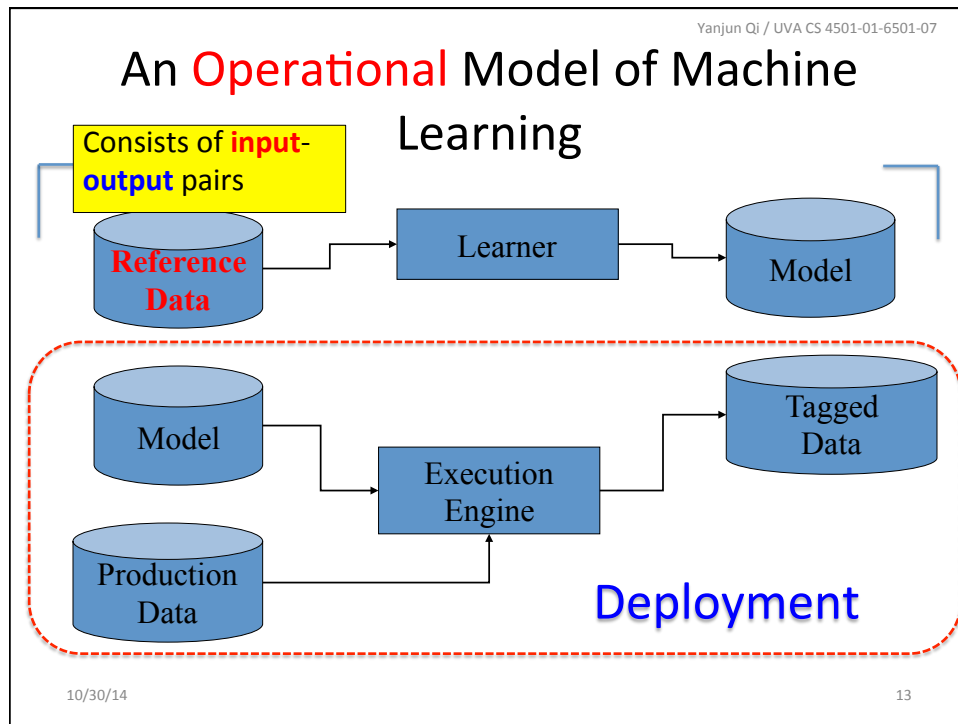 Yanjun Qi / UVA CS 4501-01-6501-07
An Operational Model of Machine
Learning
Consists of input-
output pairs
Reference
Data
Learner
Model
Model
Execution
Engine
Tagged
Data
Production
Data
Deployment
10/30/14
13